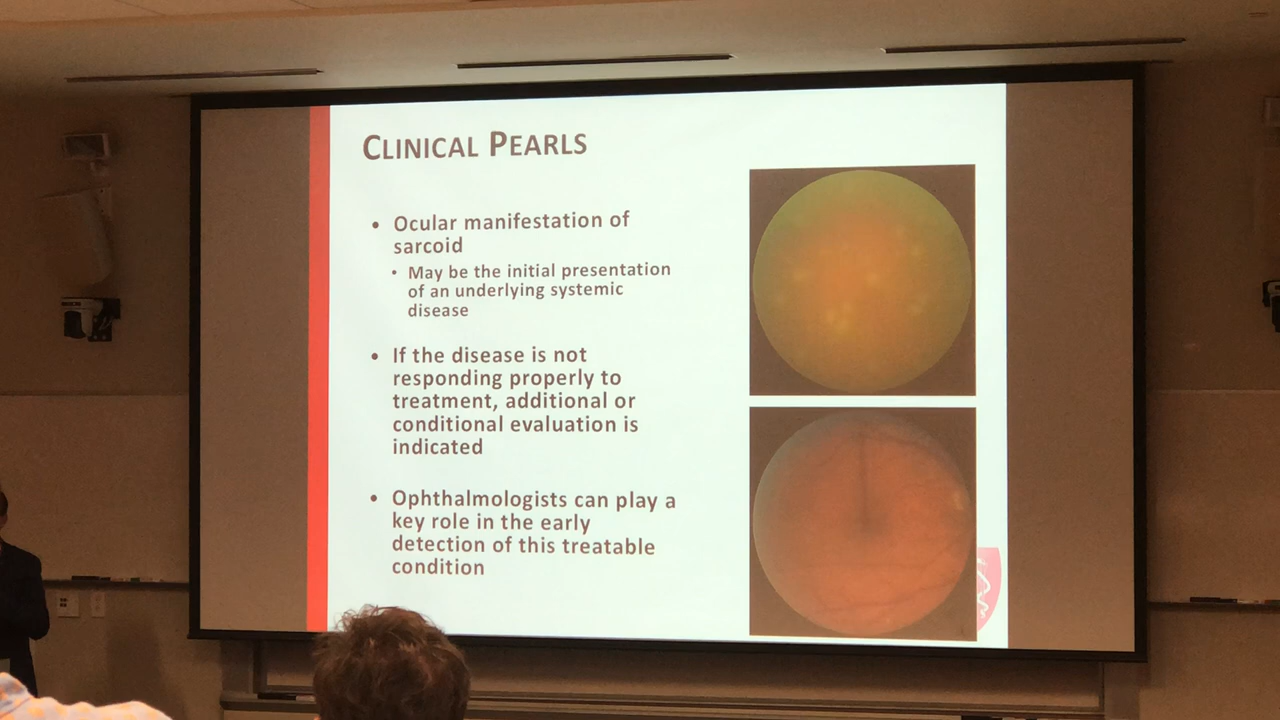 CLINICAL PEARLS
• Ocular manifestation of
sarcoid
• May be the initial presentation
of an underlying systemic
disease
• If the disease is not
responding properly to
treatment, additional or
conditional evaluation is
indicated
• Ophthalmologists can play a
key role in the early
detection of this treatable
condition